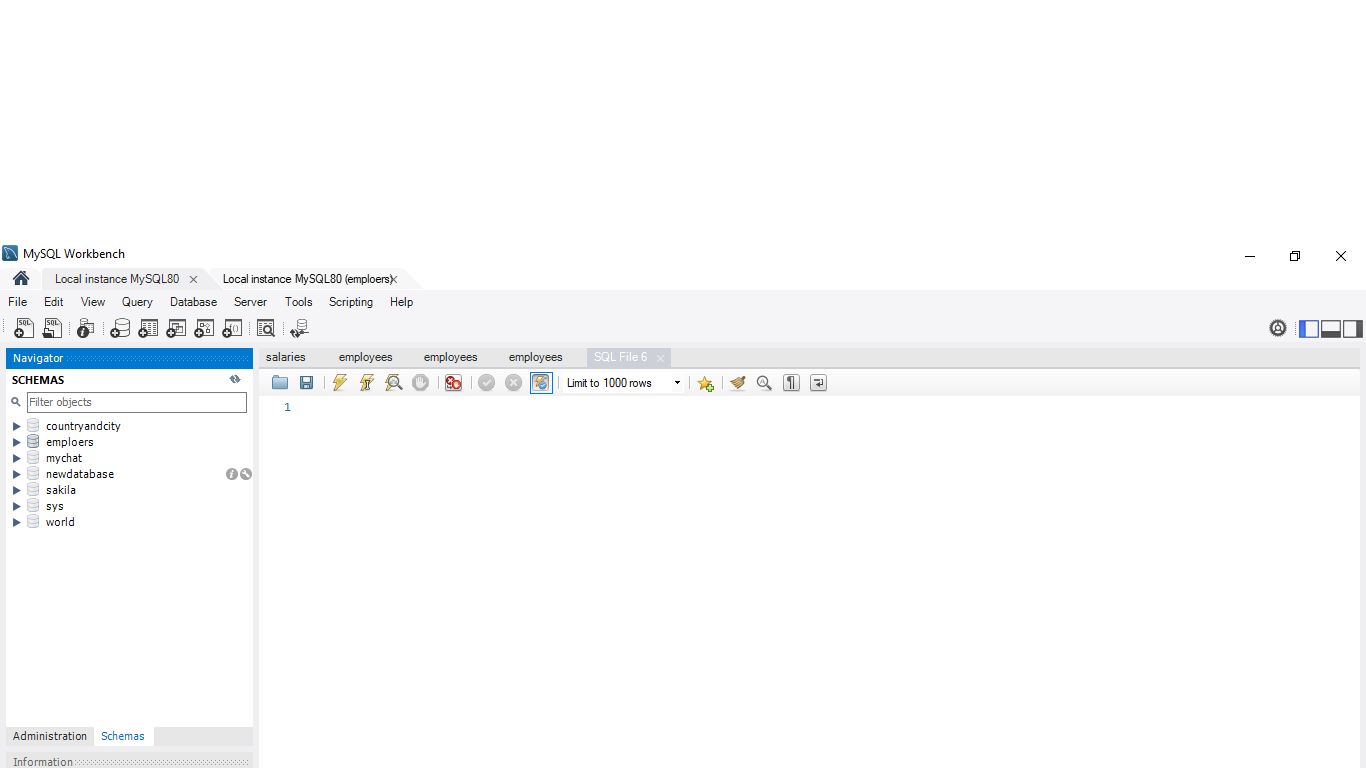 MySQL Workbench
Local instance MySQL80 Local instance MySQL80 (emploers)
File Edit View Query Database Server Tools Scripting Help
Navigator
salaries employees employees employees SQL File 6
SCHEMAS
Limit to 1000 rows
Filter objects
1
countryandcity
emploers
mychat
newdatabase
sakila
sys
world
Administration Schemas
Information